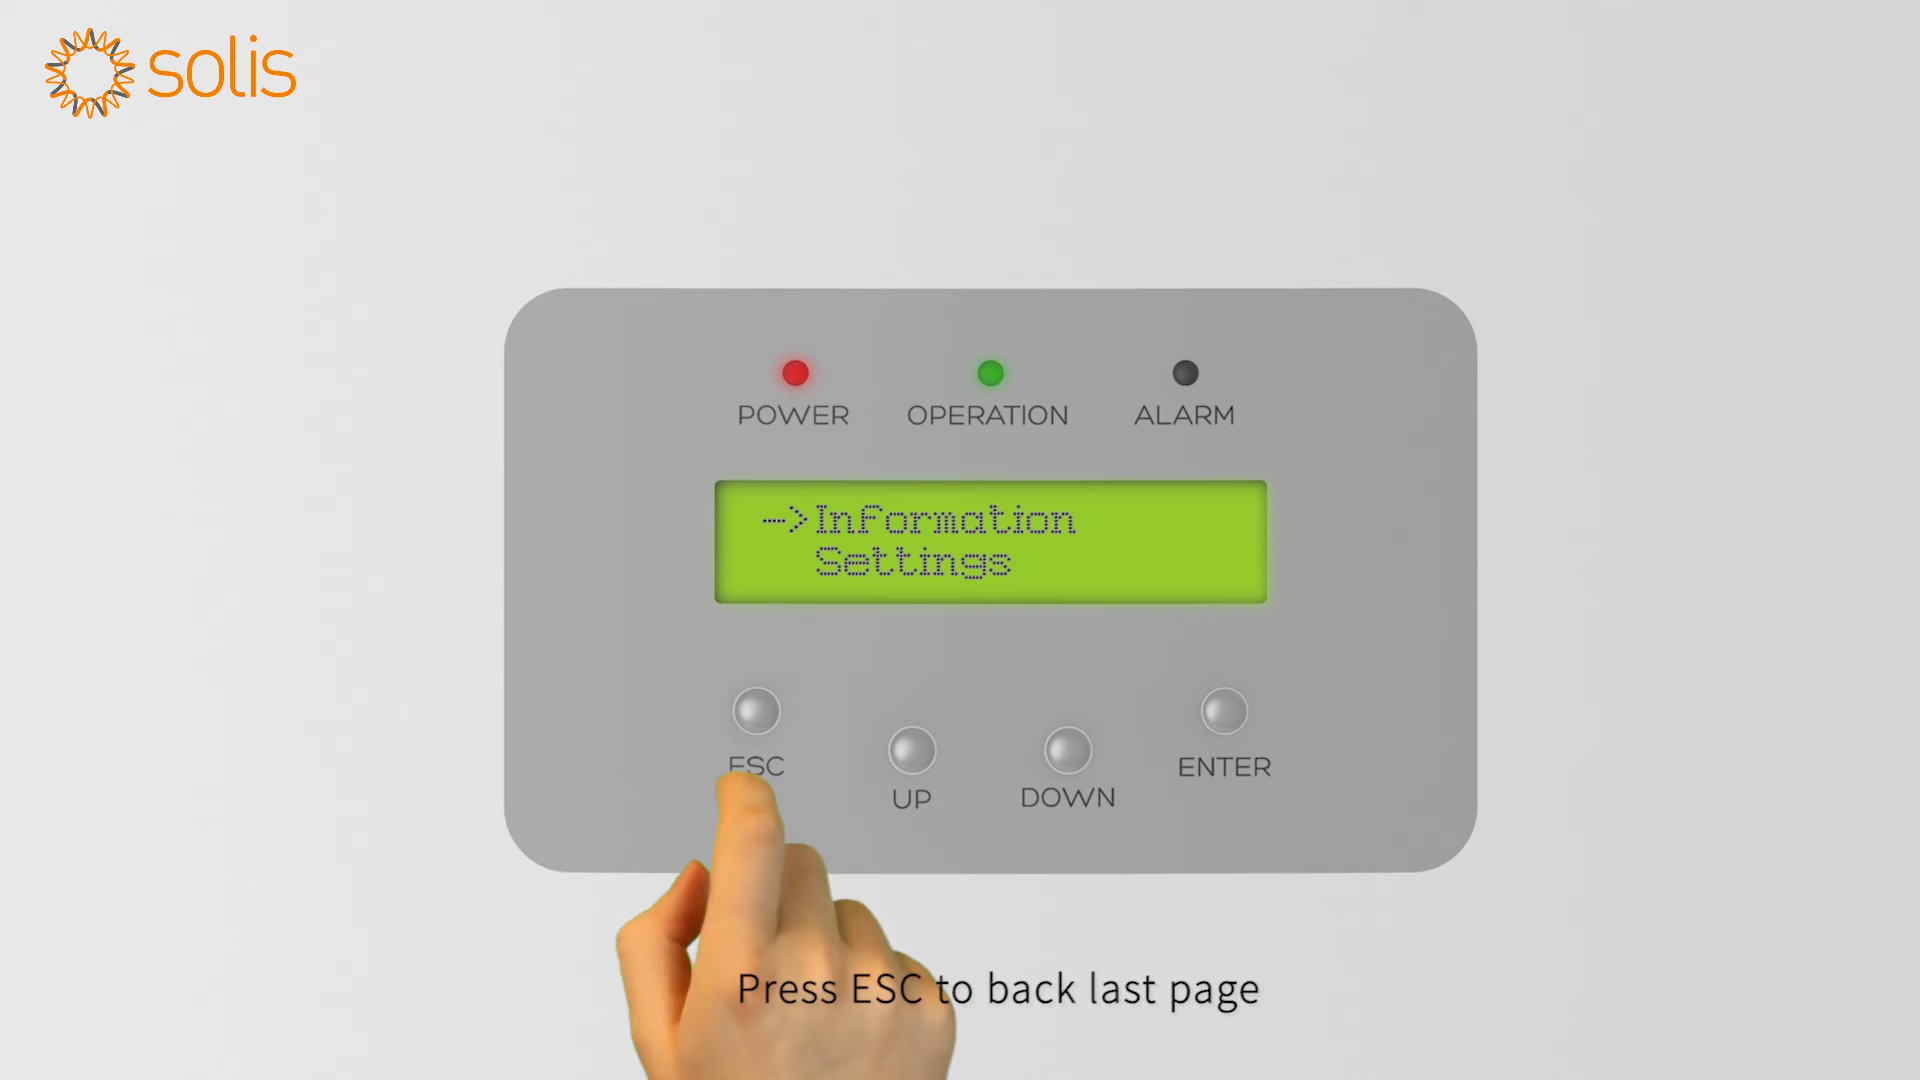 solis
POWER OPERATION ALARM
-->Information
Settings
ESC UP DOWN ENTER
Press ESC to back last page